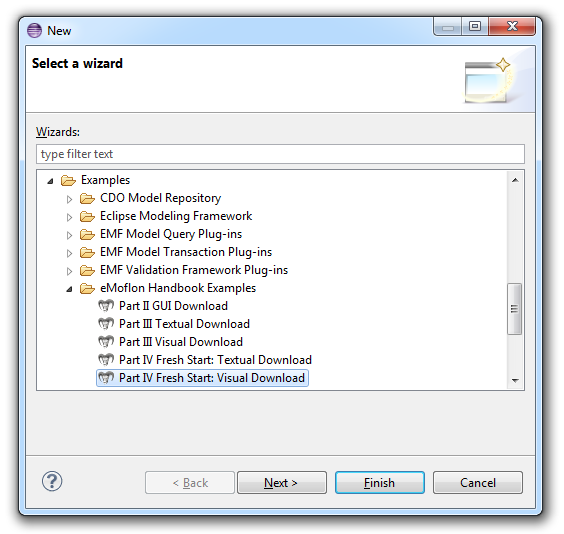 New
Select a wizard
Wizards:
type filter text
Examples
CDO Model Repository
Eclipse Modeling Framework
EMF Model Query Plug-ins
EMF Model Transaction Plug-ins
EMF Validation Framework Plug-ins
eMoflon Handbook Examples
Part II GUI Download
Part III Textual Download
Part III Visual Download
Part IV Fresh Start: Textual Download
Part IV Fresh Start: Visual Download
? < Back Next > Finish Cancel